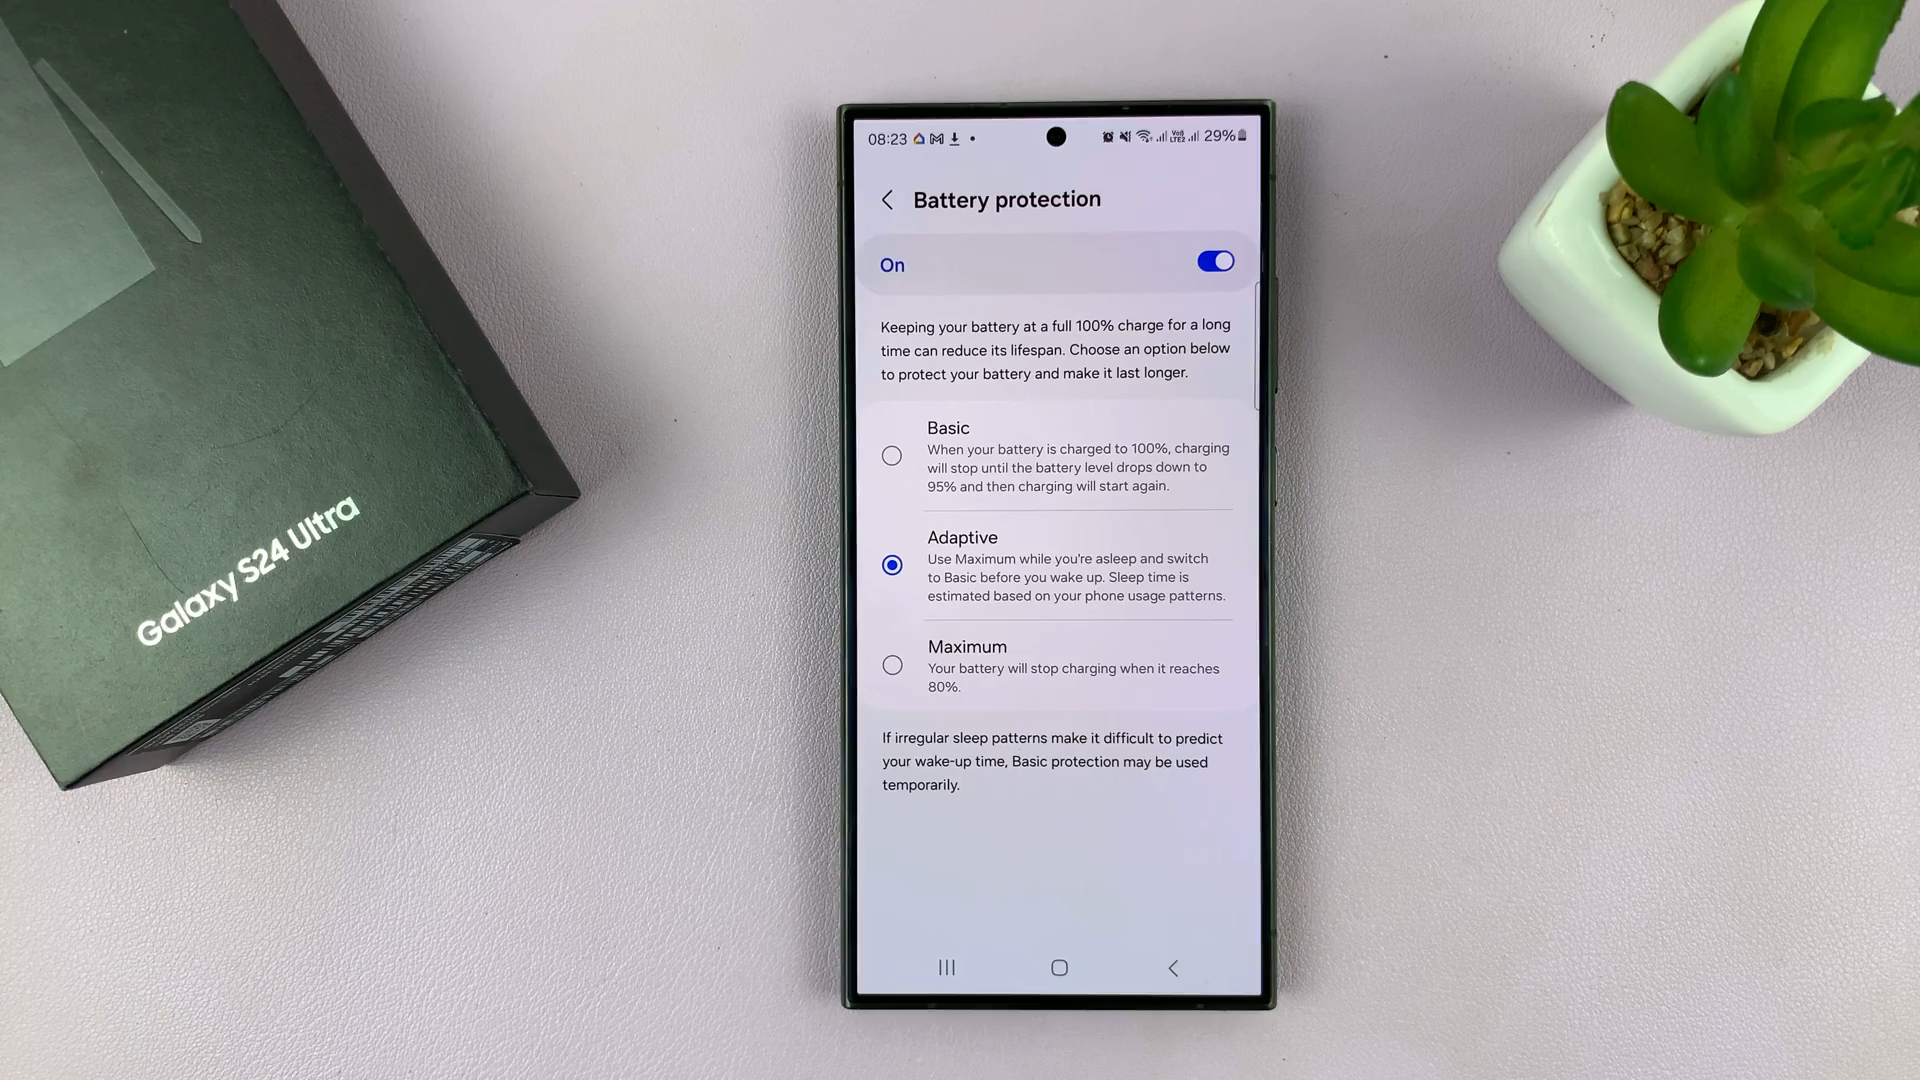 08:23
29%
Battery protection
On
Keeping your battery at a full 100% charge for a long
time can reduce its lifespan. Choose an option below
to protect your battery and make it last longer.
Basic
When your battery is charged to 100%, charging
will stop until the battery level drops down to
95% and then charging will start again.
Adaptive
Use Maximum while you're asleep and switch
to Basic before you wake up. Sleep time is
estimated based on your phone usage patterns.
Maximum
Your battery will stop charging when it reaches
80%.
If irregular sleep patterns make it difficult to predict
your wake-up time, Basic protection may be used
temporarily.
Galaxy S24 Ultra